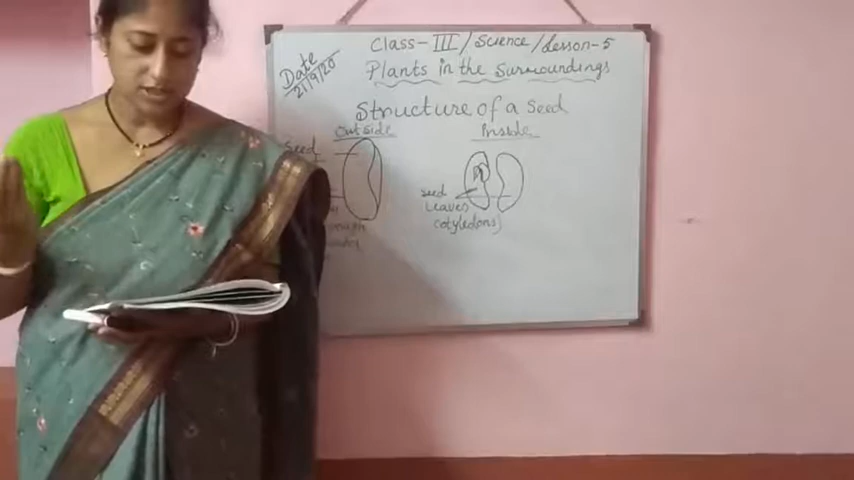 Class - III / Science / Lesson - 5
Date
21/9/20
Plants in the Surroundings
Structure of a Seed
Outside
Inside
Seed
seed
leaves
(cotyledons)